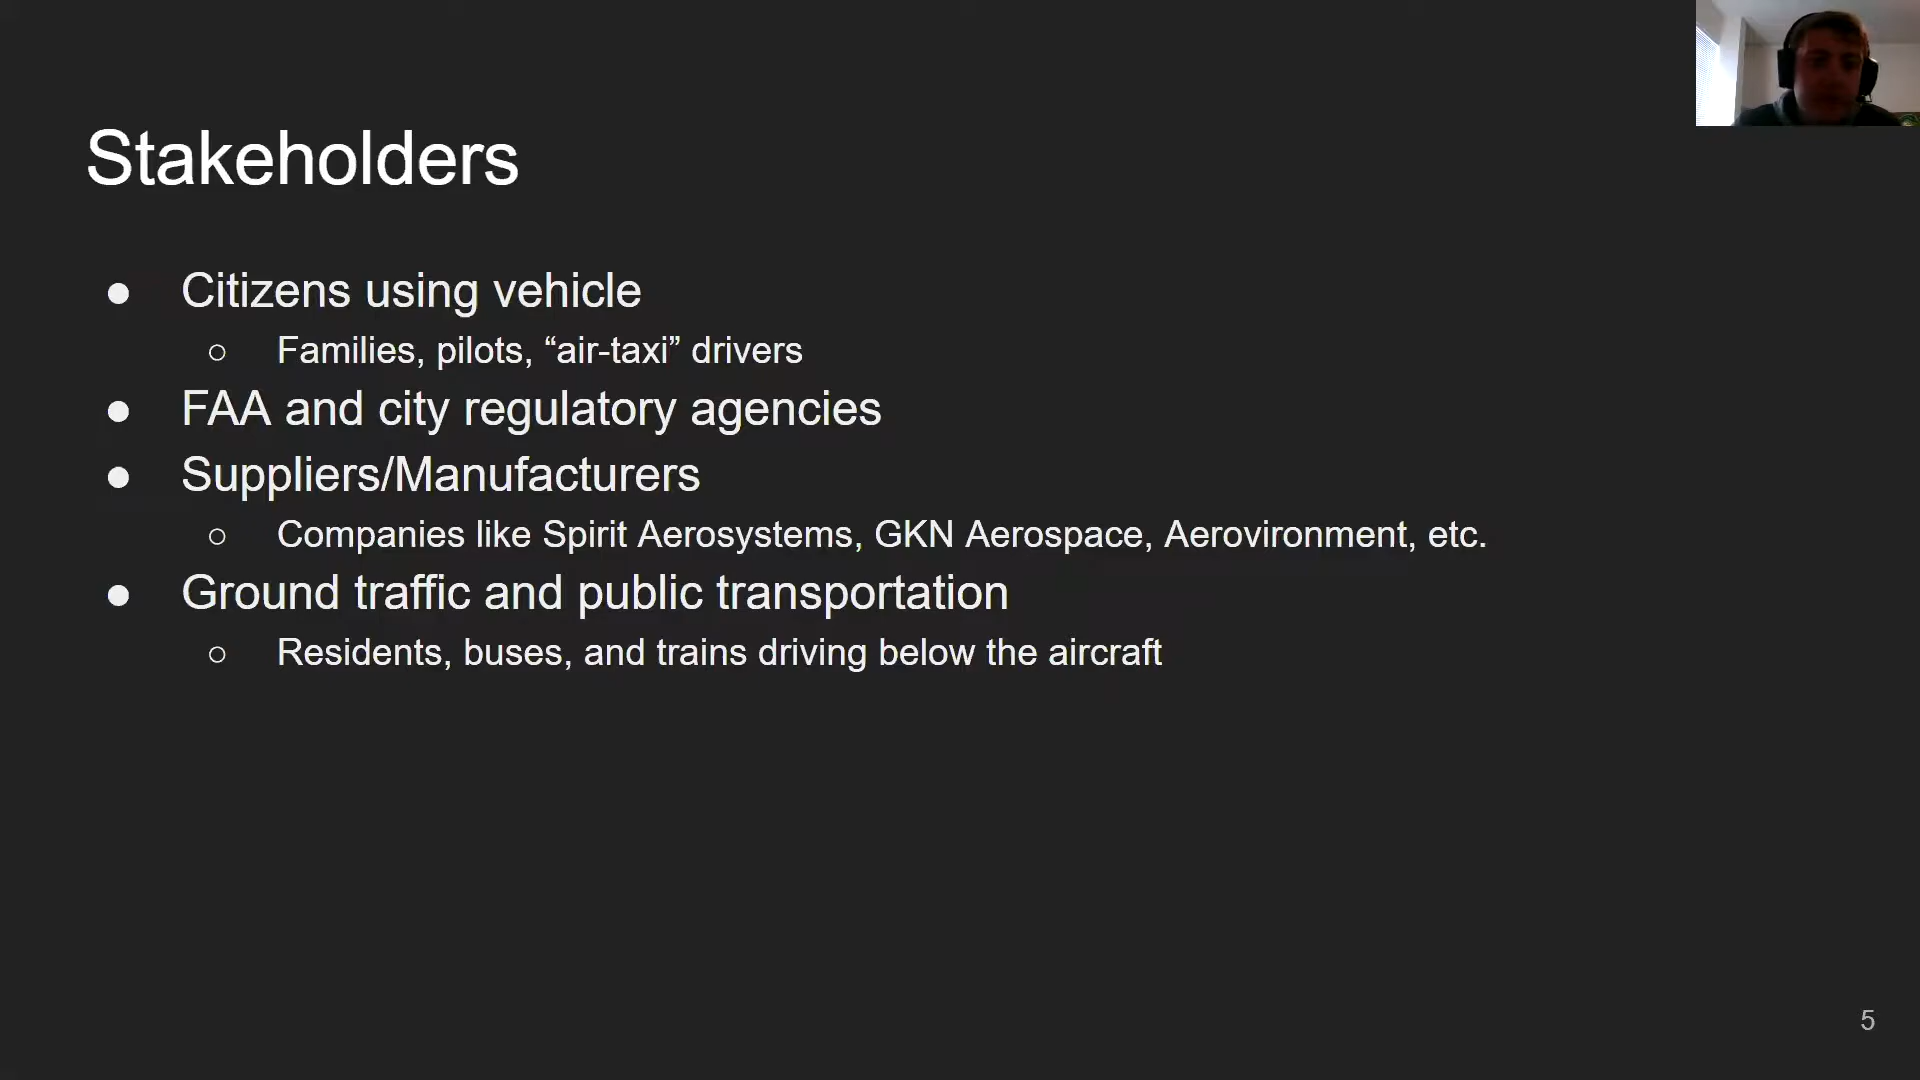 Stakeholders
● Citizens using vehicle
○ Families, pilots, “air-taxi” drivers
● FAA and city regulatory agencies
● Suppliers/Manufacturers
○ Companies like Spirit Aerosystems, GKN Aerospace, Aerovironment, etc.
● Ground traffic and public transportation
○ Residents, buses, and trains driving below the aircraft
5